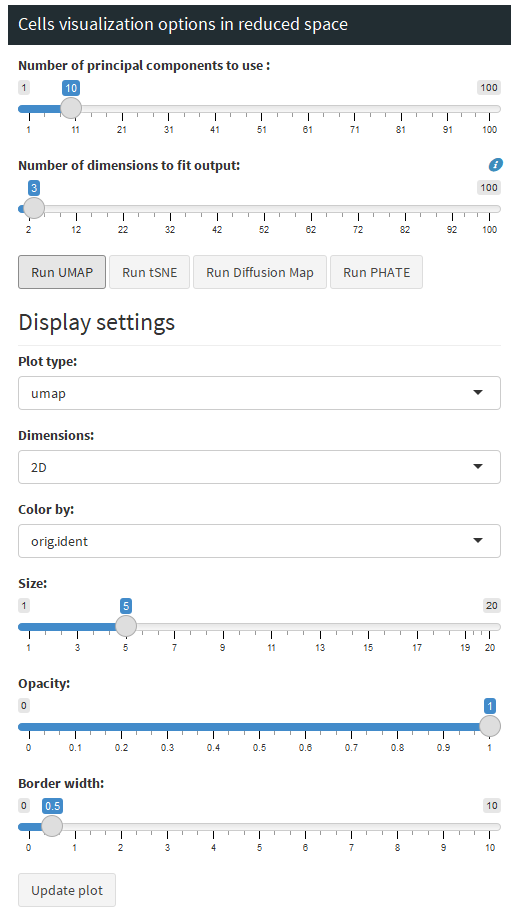 Cells visualization options in reduced space
Number of principal components to use :
1 10 100
1 11 21 31 41 51 61 71 81 91 100
Number of dimensions to fit output: i
3 100
2 12 22 32 42 52 62 72 82 92 100
Run UMAP Run tSNE Run Diffusion Map Run PHATE
Display settings
Plot type:
umap
Dimensions:
2D
Color by:
orig.ident
Size:
1 5 20
1 3 5 7 9 11 13 15 17 19 20
Opacity:
0 1
0 0.1 0.2 0.3 0.4 0.5 0.6 0.7 0.8 0.9 1
Border width:
0 0.5 10
0 1 2 3 4 5 6 7 8 9 10
Update plot